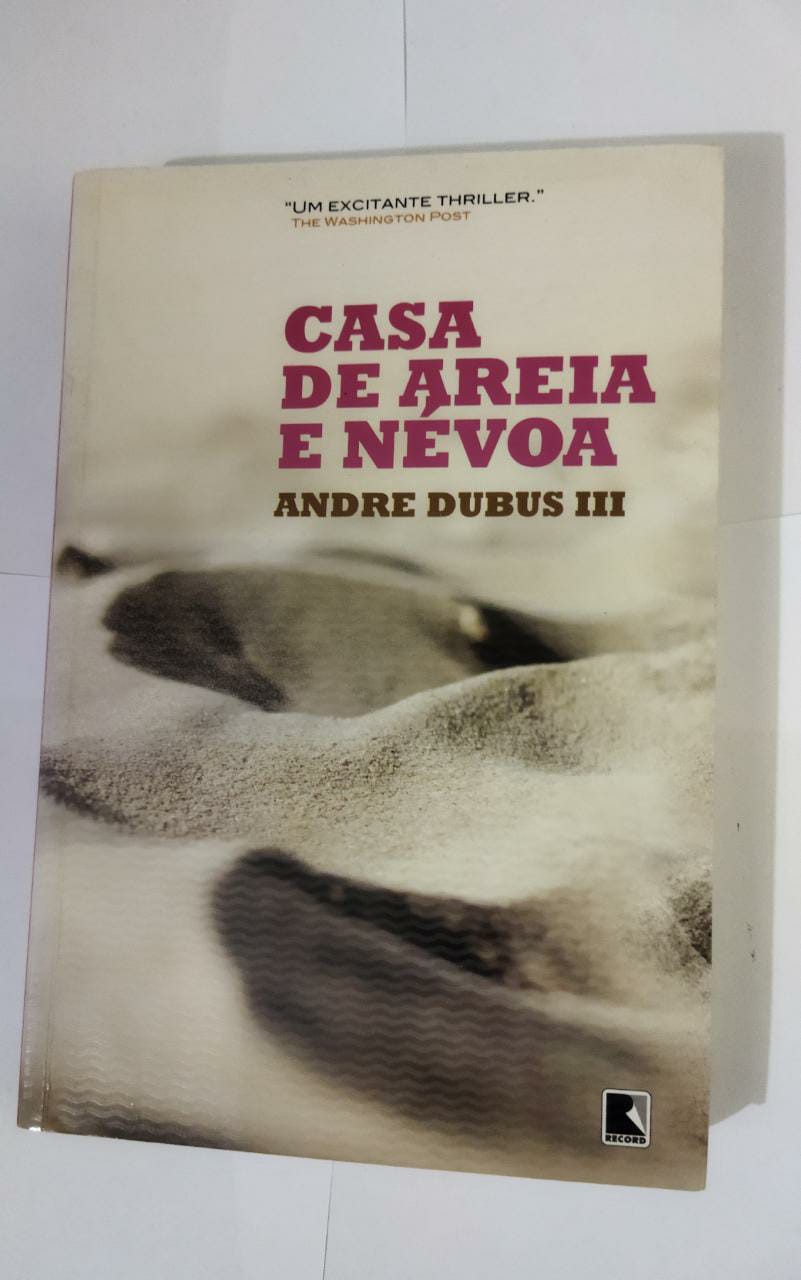 “UM EXCITANTE THRILLER.”
THE WASHINGTON POST
CASA
DE AREIA
E NÉVOA
ANDRE DUBUS III
RECORD